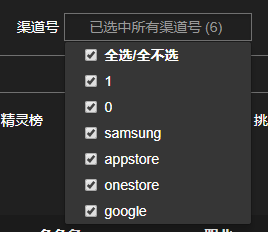 渠道号 已选中所有渠道号 (6)
全选/全不选
1
0
samsung
appstore
onestore
google
精灵榜
挑